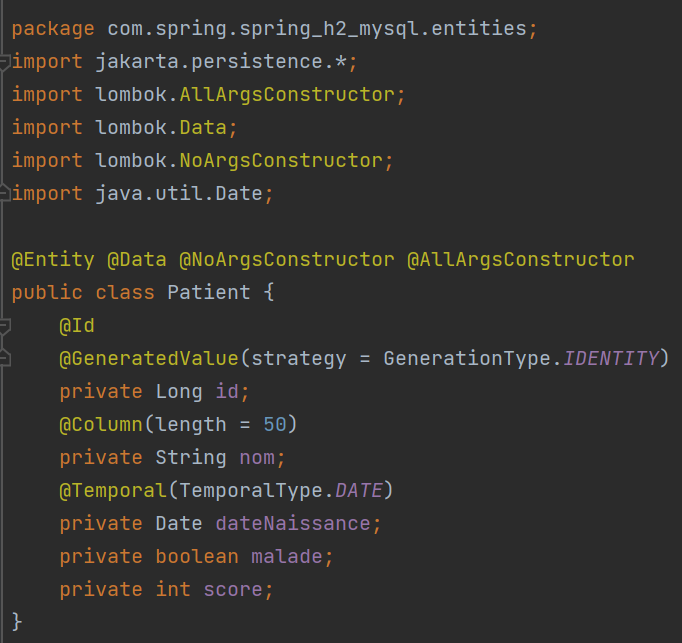 package com.spring.spring_h2_mysql.entities;
import jakarta.persistence.*;
import lombok.AllArgsConstructor;
import lombok.Data;
import lombok.NoArgsConstructor;
import java.util.Date;

@Entity @Data @NoArgsConstructor @AllArgsConstructor
public class Patient {
    @Id
    @GeneratedValue(strategy = GenerationType.IDENTITY)
    private Long id;
    @Column(length = 50)
    private String nom;
    @Temporal(TemporalType.DATE)
    private Date dateNaissance;
    private boolean malade;
    private int score;
}